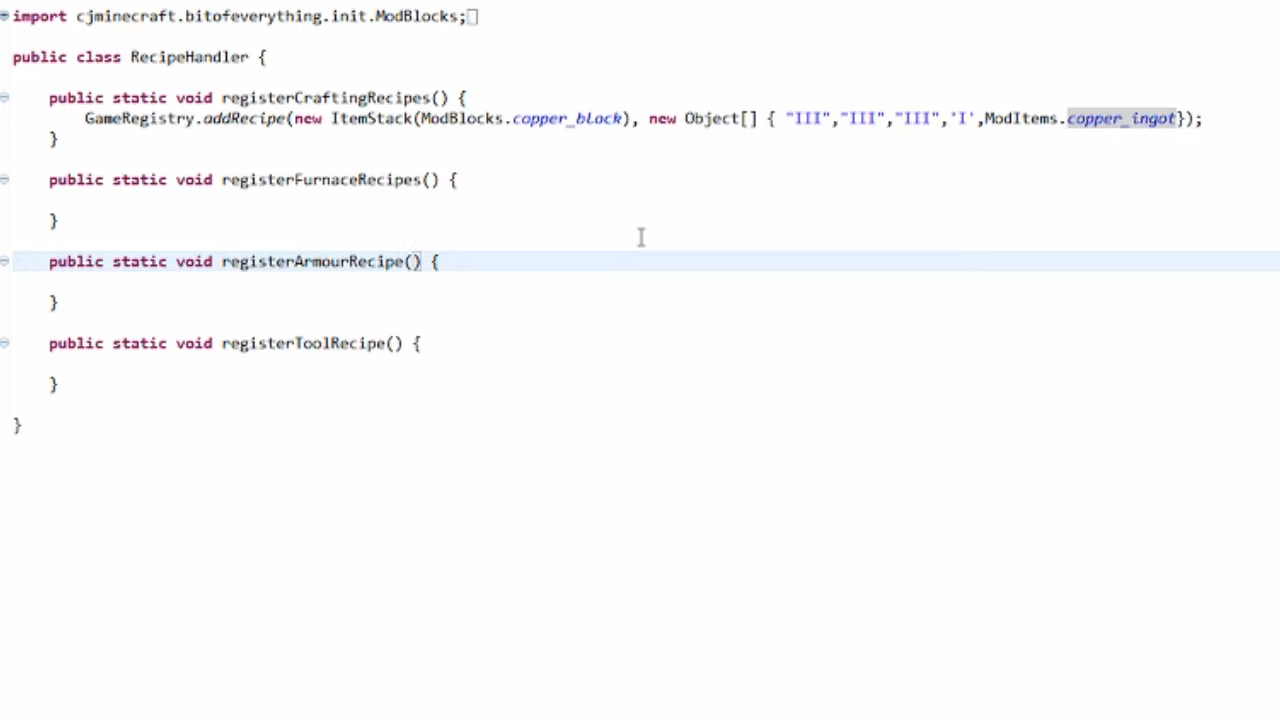 import cjminecraft.bitofeverything.init.ModBlocks;
public class RecipeHandler {
public static void registerCraftingRecipes() {
GameRegistry.addRecipe(new ItemStack(ModBlocks.copper_block), new Object[] { "III","III","III",'I',ModItems.copper_ingot});
}
public static void registerFurnaceRecipes() {
}
public static void registerArmourRecipe() {
}
public static void registerToolRecipe() {
}
}